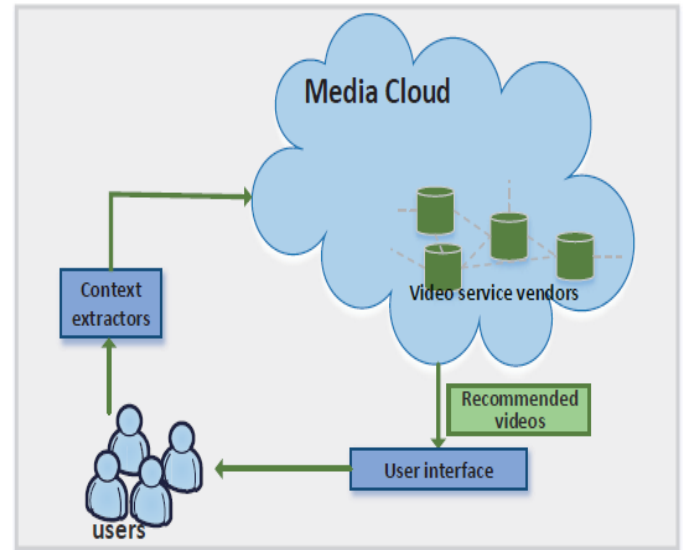 Media Cloud
Video service vendors
Context
extractors
Recommended
videos
User interface
users